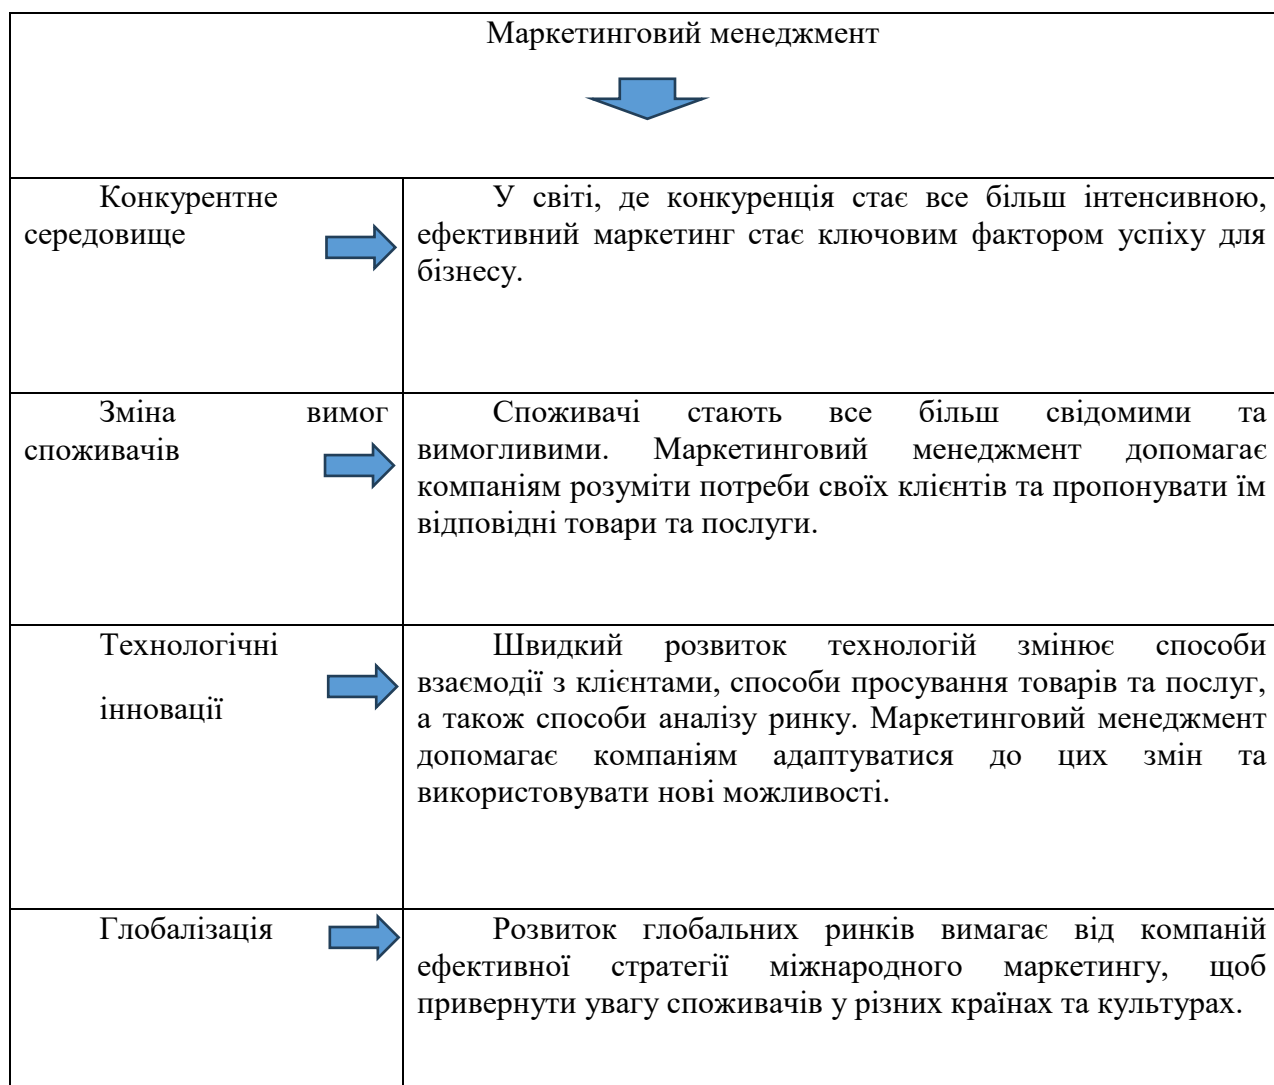 Маркетинговий менеджмент
Конкурентне
середовище
У світі, де конкуренція стає все більш інтенсивною,
ефективний маркетинг стає ключовим фактором успіху для
бізнесу.
Зміна вимог
споживачів
Споживачі стають все більш свідомими та
вимогливими. Маркетинговий менеджмент допомагає
компаніям розуміти потреби своїх клієнтів та пропонувати їм
відповідні товари та послуги.
Технологічні
інновації
Швидкий розвиток технологій змінює способи
взаємодії з клієнтами, способи просування товарів та послуг,
а також способи аналізу ринку. Маркетинговий менеджмент
допомагає компаніям адаптуватися до цих змін та
використовувати нові можливості.
Глобалізація
Розвиток глобальних ринків вимагає від компаній
ефективної стратегії міжнародного маркетингу, щоб
привернути увагу споживачів у різних країнах та культурах.